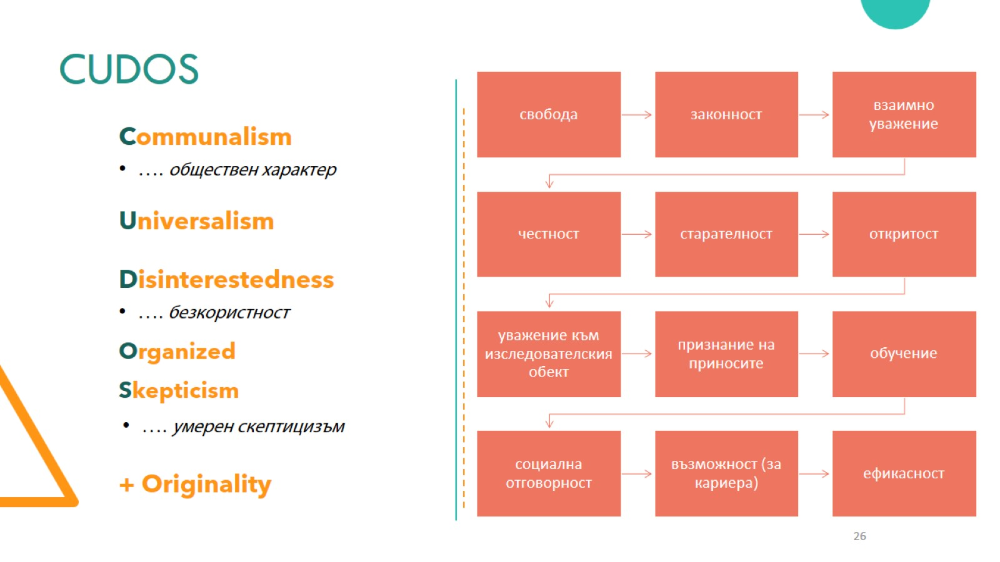 CUDOS
Communalism
• …. обществен характер
Universalism
Disinterestedness
• …. безкористност
Organized
Skepticism
• …. умерен скептицизъм
+ Originality
свобода
законност
взаимно
уважение
честност
старателност
откритост
уважение към
изследователския
обект
признание на
приносите
обучение
социална
отговорност
възможност (за
кариера)
ефикасност
26